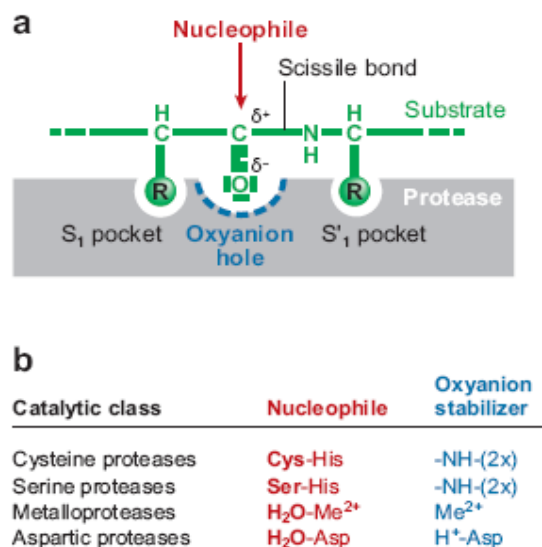 a
Nucleophile
Scissile bond
H H
C C δ+ N C Substrate
H
δ-
O
R R Protease
S1 pocket Oxyanion hole S'1 pocket
b
Catalytic class Nucleophile Oxyanion stabilizer
Cysteine proteases Cys-His -NH-(2x)
Serine proteases Ser-His -NH-(2x)
Metalloproteases H2O-Me2+ Me2+
Aspartic proteases H2O-Asp H+-Asp